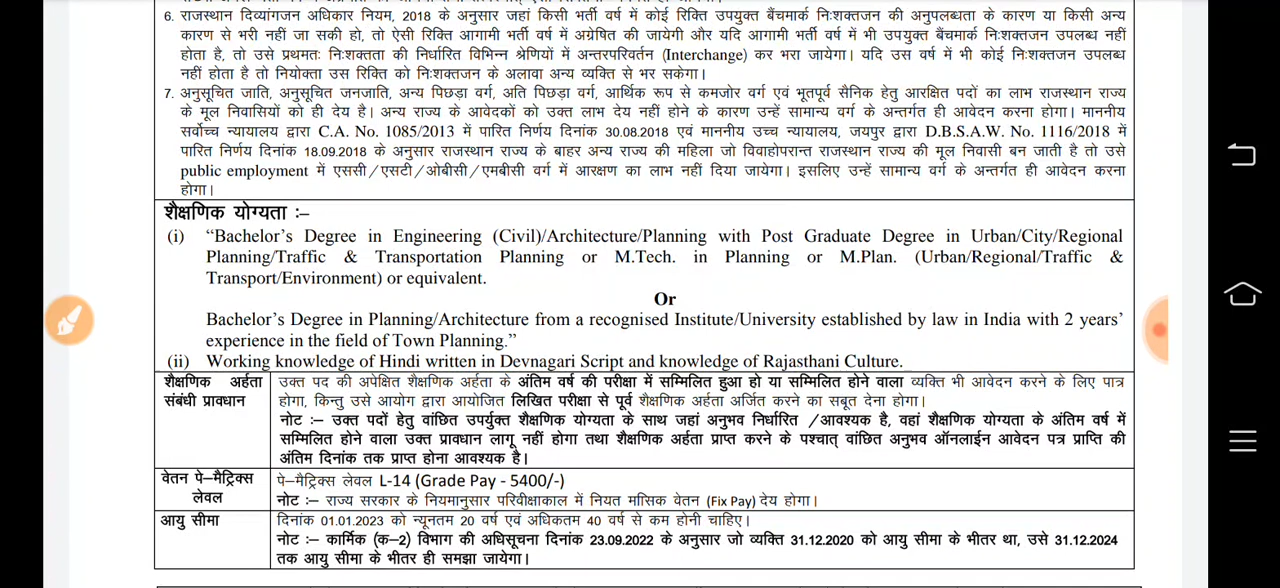 6. राजस्थान दिव्यांगजन अधिकार नियम, 2018 के अनुसार जहां किसी भर्ती वर्ष में कोई रिक्ति उपयुक्त बैंचमार्क निःशक्तजन की अनुपलब्धता के कारण या किसी अन्य
कारण से भरी नहीं जा सकी हो, तो ऐसी रिक्ति आगामी भर्ती वर्ष में अग्रेषित की जायेगी और यदि आगामी भर्ती वर्ष में भी उपयुक्त बैंचमार्क निःशक्तजन उपलब्ध नहीं
होता है, तो उसे प्रथमतः निःशक्तता की निर्धारित विभिन्न श्रेणियों में अन्तरपरिवर्तन (Interchange) कर भरा जायेगा। यदि उस वर्ष में भी कोई निःशक्तजन उपलब्ध
नहीं होता है तो नियोक्ता उस रिक्ति को निःशक्तजन के अलावा अन्य व्यक्ति से भर सकेगा।
7. अनुसूचित जाति, अनुसूचित जनजाति, अन्य पिछड़ा वर्ग, अति पिछड़ा वर्ग, आर्थिक रूप से कमजोर वर्ग एवं भूतपूर्व सैनिक हेतु आरक्षित पदों का लाभ राजस्थान राज्य
के मूल निवासियों को ही देय है। अन्य राज्य के आवेदकों को उक्त लाभ देय नहीं होने के कारण उन्हें सामान्य वर्ग के अन्तर्गत ही आवेदन करना होगा। माननीय
सर्वोच्च न्यायालय द्वारा C.A. No. 1085/2013 में पारित निर्णय दिनांक 30.08.2018 एवं माननीय उच्च न्यायालय, जयपुर द्वारा D.B.S.A.W. No. 1116/2018 में
पारित निर्णय दिनांक 18.09.2018 के अनुसार राजस्थान राज्य के बाहर अन्य राज्य की महिला जो विवाहोपरान्त राजस्थान राज्य की मूल निवासी बन जाती है तो उसे
public employment में एससी/एसटी/ओबीसी/एमबीसी वर्ग में आरक्षण का लाभ नहीं दिया जायेगा। इसलिए उन्हें सामान्य वर्ग के अन्तर्गत ही आवेदन करना
होगा।
शैक्षणिक योग्यता :–
(i) “Bachelor’s Degree in Engineering (Civil)/Architecture/Planning with Post Graduate Degree in Urban/City/Regional
Planning/Traffic & Transportation Planning or M.Tech. in Planning or M.Plan. (Urban/Regional/Traffic &
Transport/Environment) or equivalent.
Or
Bachelor’s Degree in Planning/Architecture from a recognised Institute/University established by law in India with 2 years’
experience in the field of Town Planning.”
(ii) Working knowledge of Hindi written in Devnagari Script and knowledge of Rajasthani Culture.
शैक्षणिक अर्हता संबंधी प्रावधान
उक्त पद की अपेक्षित शैक्षणिक अर्हता के अंतिम वर्ष की परीक्षा में सम्मिलित हुआ हो या सम्मिलित होने वाला व्यक्ति भी आवेदन करने के लिए पात्र
होगा, किन्तु उसे आयोग द्वारा आयोजित लिखित परीक्षा से पूर्व शैक्षणिक अर्हता अर्जित करने का सबूत देना होगा।
नोट :– उक्त पदों हेतु वांछित उपर्युक्त शैक्षणिक योग्यता के साथ जहां अनुभव निर्धारित /आवश्यक है, वहां शैक्षणिक योग्यता के अंतिम वर्ष में
सम्मिलित होने वाला उक्त प्रावधान लागू नहीं होगा तथा शैक्षणिक अर्हता प्राप्त करने के पश्चात् वांछित अनुभव ऑनलाईन आवेदन पत्र प्राप्ति की
अंतिम दिनांक तक प्राप्त होना आवश्यक है।
वेतन पे–मैट्रिक्स लेवल
पे–मैट्रिक्स लेवल L-14 (Grade Pay - 5400/-)
नोट :– राज्य सरकार के नियमानुसार परिवीक्षाकाल में नियत मासिक वेतन (Fix Pay) देय होगा।
आयु सीमा
दिनांक 01.01.2023 को न्यूनतम 20 वर्ष एवं अधिकतम 40 वर्ष से कम होनी चाहिए।
नोट :– कार्मिक (क–2) विभाग की अधिसूचना दिनांक 23.09.2022 के अनुसार जो व्यक्ति 31.12.2020 को आयु सीमा के भीतर था, उसे 31.12.2024
तक आयु सीमा के भीतर ही समझा जायेगा।